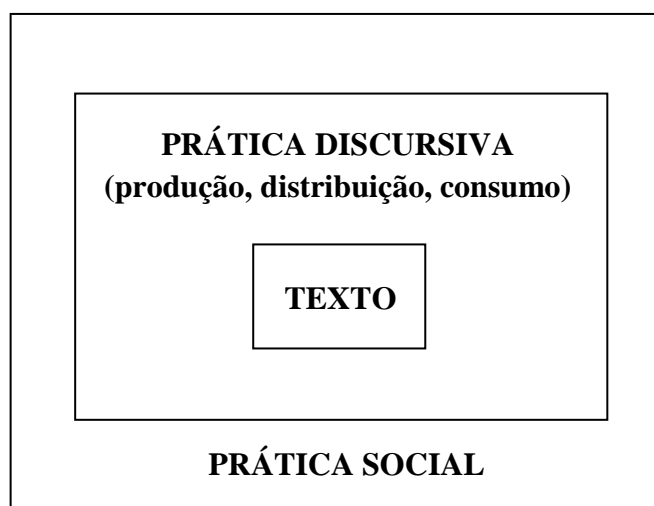 PRÁTICA DISCURSIVA
(produção, distribuição, consumo)
TEXTO
PRÁTICA SOCIAL